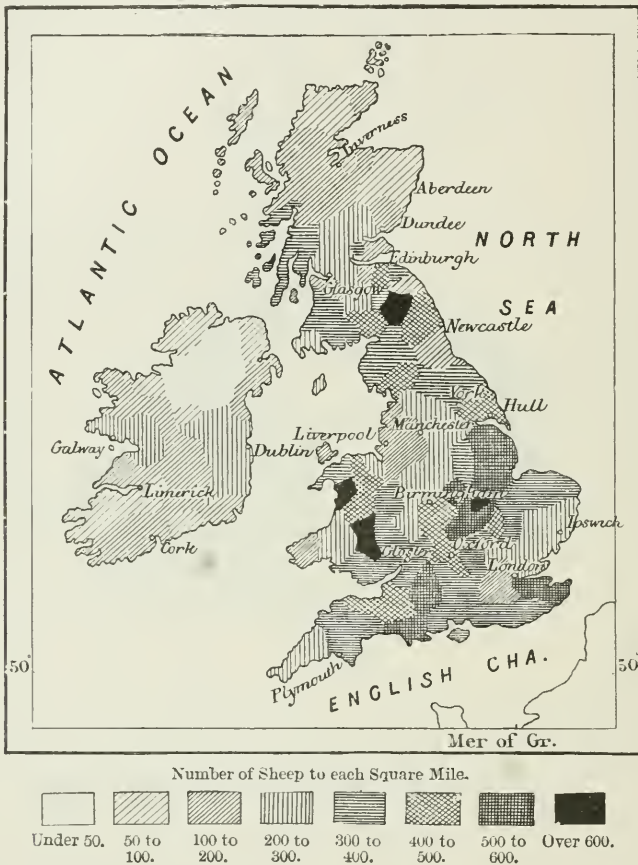 ATLANTIC OCEAN
Inverness
Aberdeen
Dundee
NORTH
Edinburgh
Glasgow
SEA
Newcastle
York
Hull
Manchester
Liverpool
Galway
Dublin
Limerick
Birmingham
Ipswich
Cork
Gloster
Oxford
London
50°
50°
Plymouth
ENGLISH CHA.
Mer of Gr.
Number of Sheep to each Square Mile.
Under 50. 50 to 100. 100 to 200. 200 to 300. 300 to 400. 400 to 500. 500 to 600. Over 600.